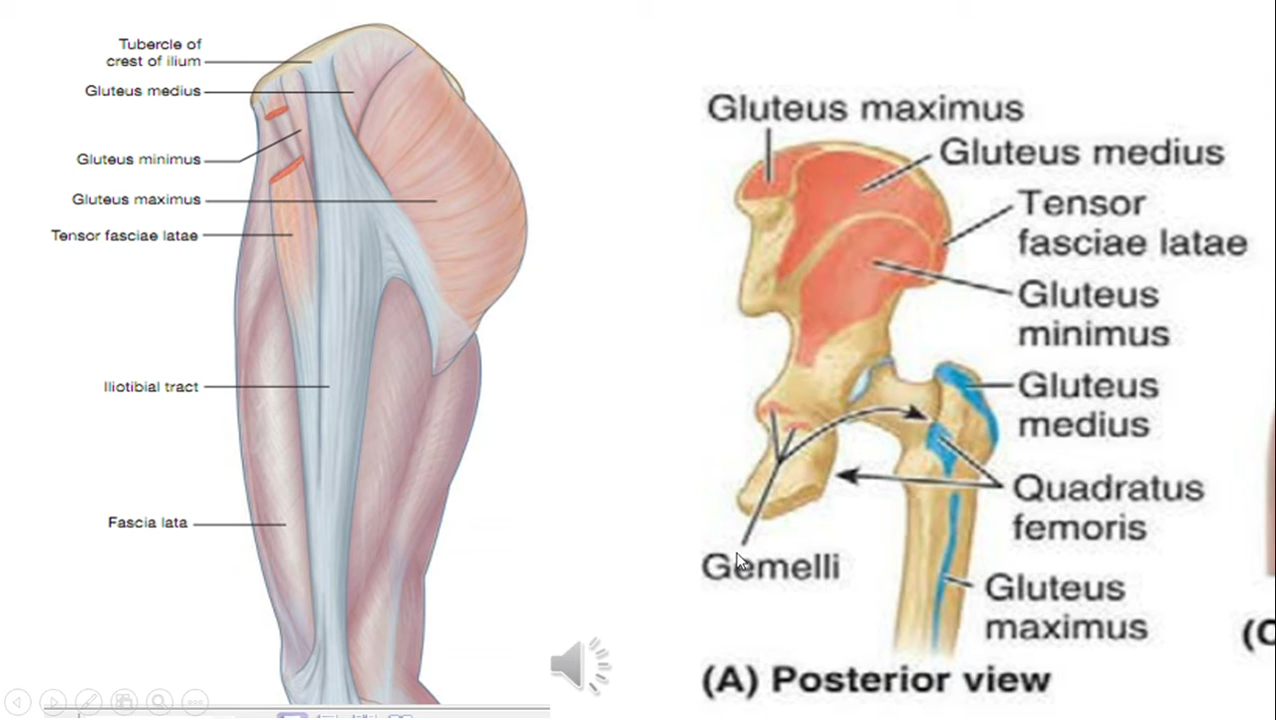 Tubercle of
crest of ilium
Gluteus medius
Gluteus minimus
Gluteus maximus
Tensor fasciae latae
Iliotibial tract
Fascia lata
Gluteus maximus
Gluteus medius
Tensor
fasciae latae
Gluteus
minimus
Gluteus
medius
Quadratus
femoris
Gemelli
Gluteus
maximus
(A) Posterior view
(C